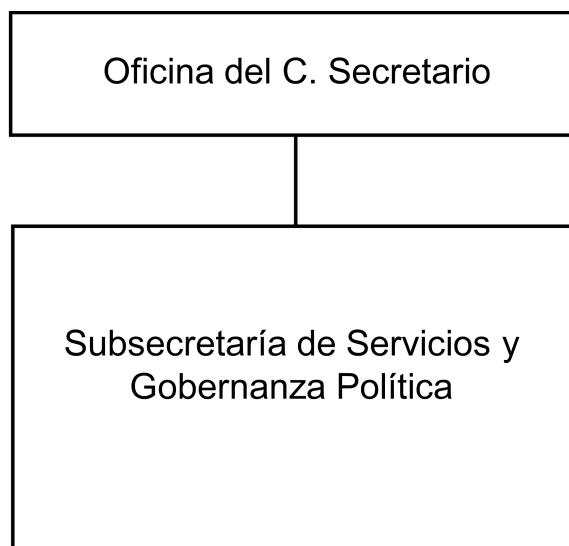 Oficina del C. Secretario
Subsecretaría de Servicios y
Gobernanza Política